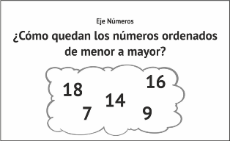 Eje Números
¿Cómo quedan los números ordenados
de menor a mayor?
18 16
14
7 9